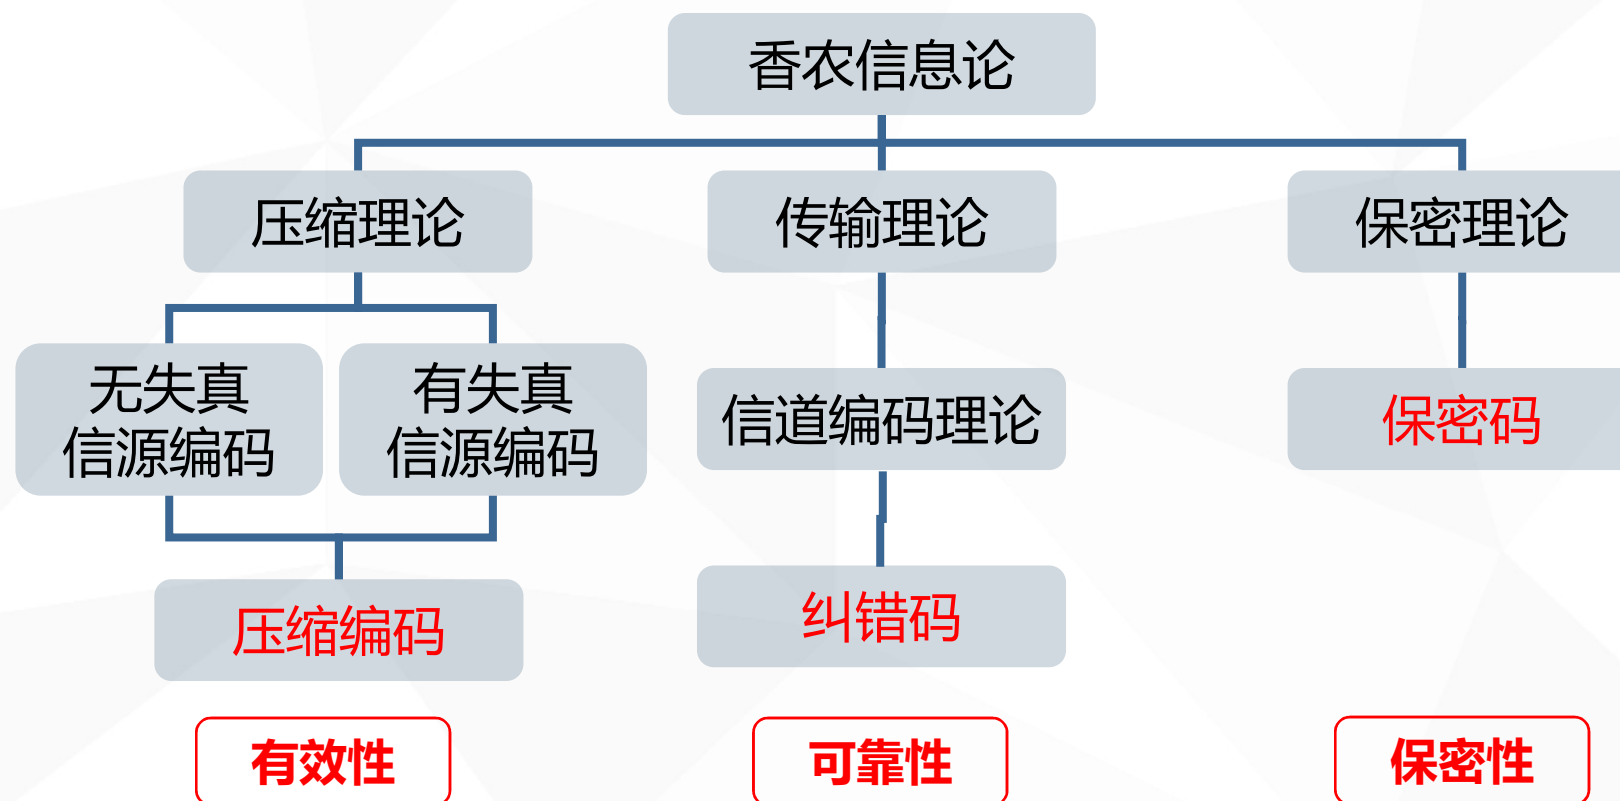 香农信息论
压缩理论
传输理论
保密理论
无失真
信源编码
有失真
信源编码
信道编码理论
保密码
压缩编码
纠错码
有效性
可靠性
保密性